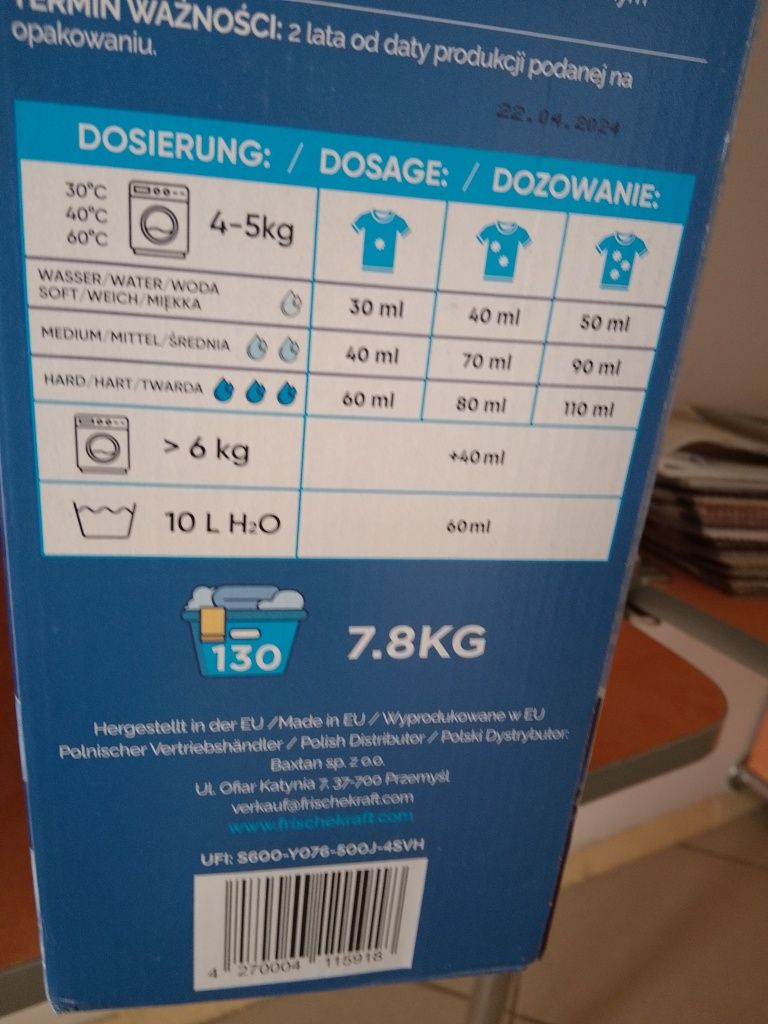 TERMIN WAŻNOŚCI: 2 lata od daty produkcji podanej na
opakowaniu.
22.04.2024
DOSIERUNG: / DOSAGE: / DOZOWANIE:
30°C
40°C
60°C
4-5kg
WASSER/WATER/WODA
SOFT/WEICH/MIĘKKA
30 ml 40 ml 50 ml
MEDIUM/MITTEL/ŚREDNIA
40 ml 70 ml 90 ml
HARD/HART/TWARDA
60 ml 80 ml 110 ml
> 6 kg
+40 ml
10 L H₂O
60 ml
130
7.8KG
Hergestellt in der EU /Made in EU / Wyprodukowane w EU
Polnischer Vertriebshändler / Polish Distributor / Polski Dystrybutor:
Baxtan sp. z o.o.
Ul. Ofiar Katynia 7, 37-700 Przemyśl
verkauf@frischekraft.com
www.frischekraft.com
UFI: S600-Y076-500J-4SVH
4 270004 115918